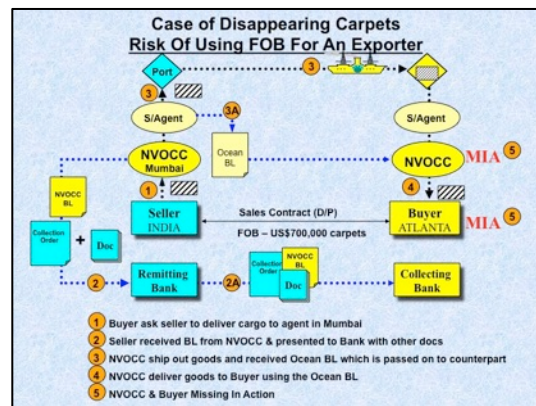 Case of Disappearing Carpets
Risk Of Using FOB For An Exporter
Port
3
3
S/Agent
3A
S/Agent
Ocean
BL
NVOCC
Mumbai
NVOCC
MIA
5
1
4
NVOCC
BL
Collection
Order
+
Doc
Seller
INDIA
Sales Contract (D/P)
FOB – US$700,000 carpets
Buyer
ATLANTA
MIA
5
2
Remitting
Bank
2A
Collection
Order
NVOCC
BL
Doc
Collecting
Bank
1 Buyer ask seller to deliver cargo to agent in Mumbai
2 Seller received BL from NVOCC & presented to Bank with other docs
3 NVOCC ship out goods and received Ocean BL which is passed on to counterpart
4 NVOCC deliver goods to Buyer using the Ocean BL
5 NVOCC & Buyer Missing In Action